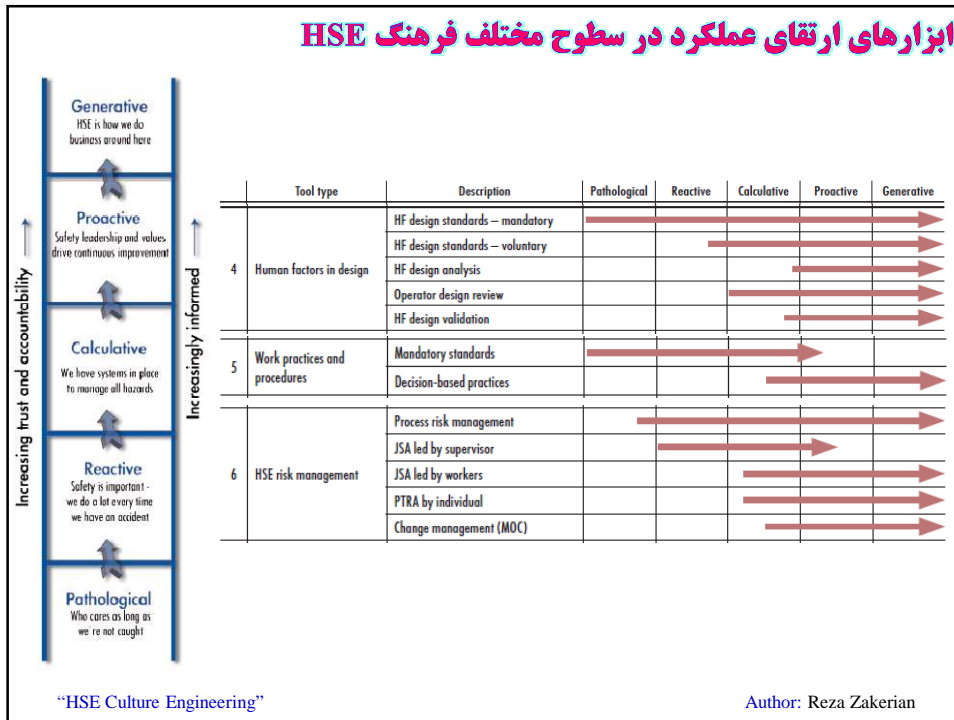 ابزارهای ارتقای عملکرد در سطوح مختلف فرهنگ HSE
Increasing trust and accountability
Generative
HSE is how we do
business around here
Proactive
Safety leadership and values
drive continuous improvement
Calculative
We have systems in place
to manage all hazards
Reactive
Safety is important -
we do a lot every time
we have an accident
Pathological
Who cares as long as
we're not caught
Increasingly informed
Tool type Description Pathological Reactive Calculative Proactive Generative
4 Human factors in design
HF design standards – mandatory
HF design standards – voluntary
HF design analysis
Operator design review
HF design validation
5 Work practices and
procedures
Mandatory standards
Decision-based practices
6 HSE risk management
Process risk management
JSA led by supervisor
JSA led by workers
PTRA by individual
Change management (MOC)
“HSE Culture Engineering” Author: Reza Zakerian